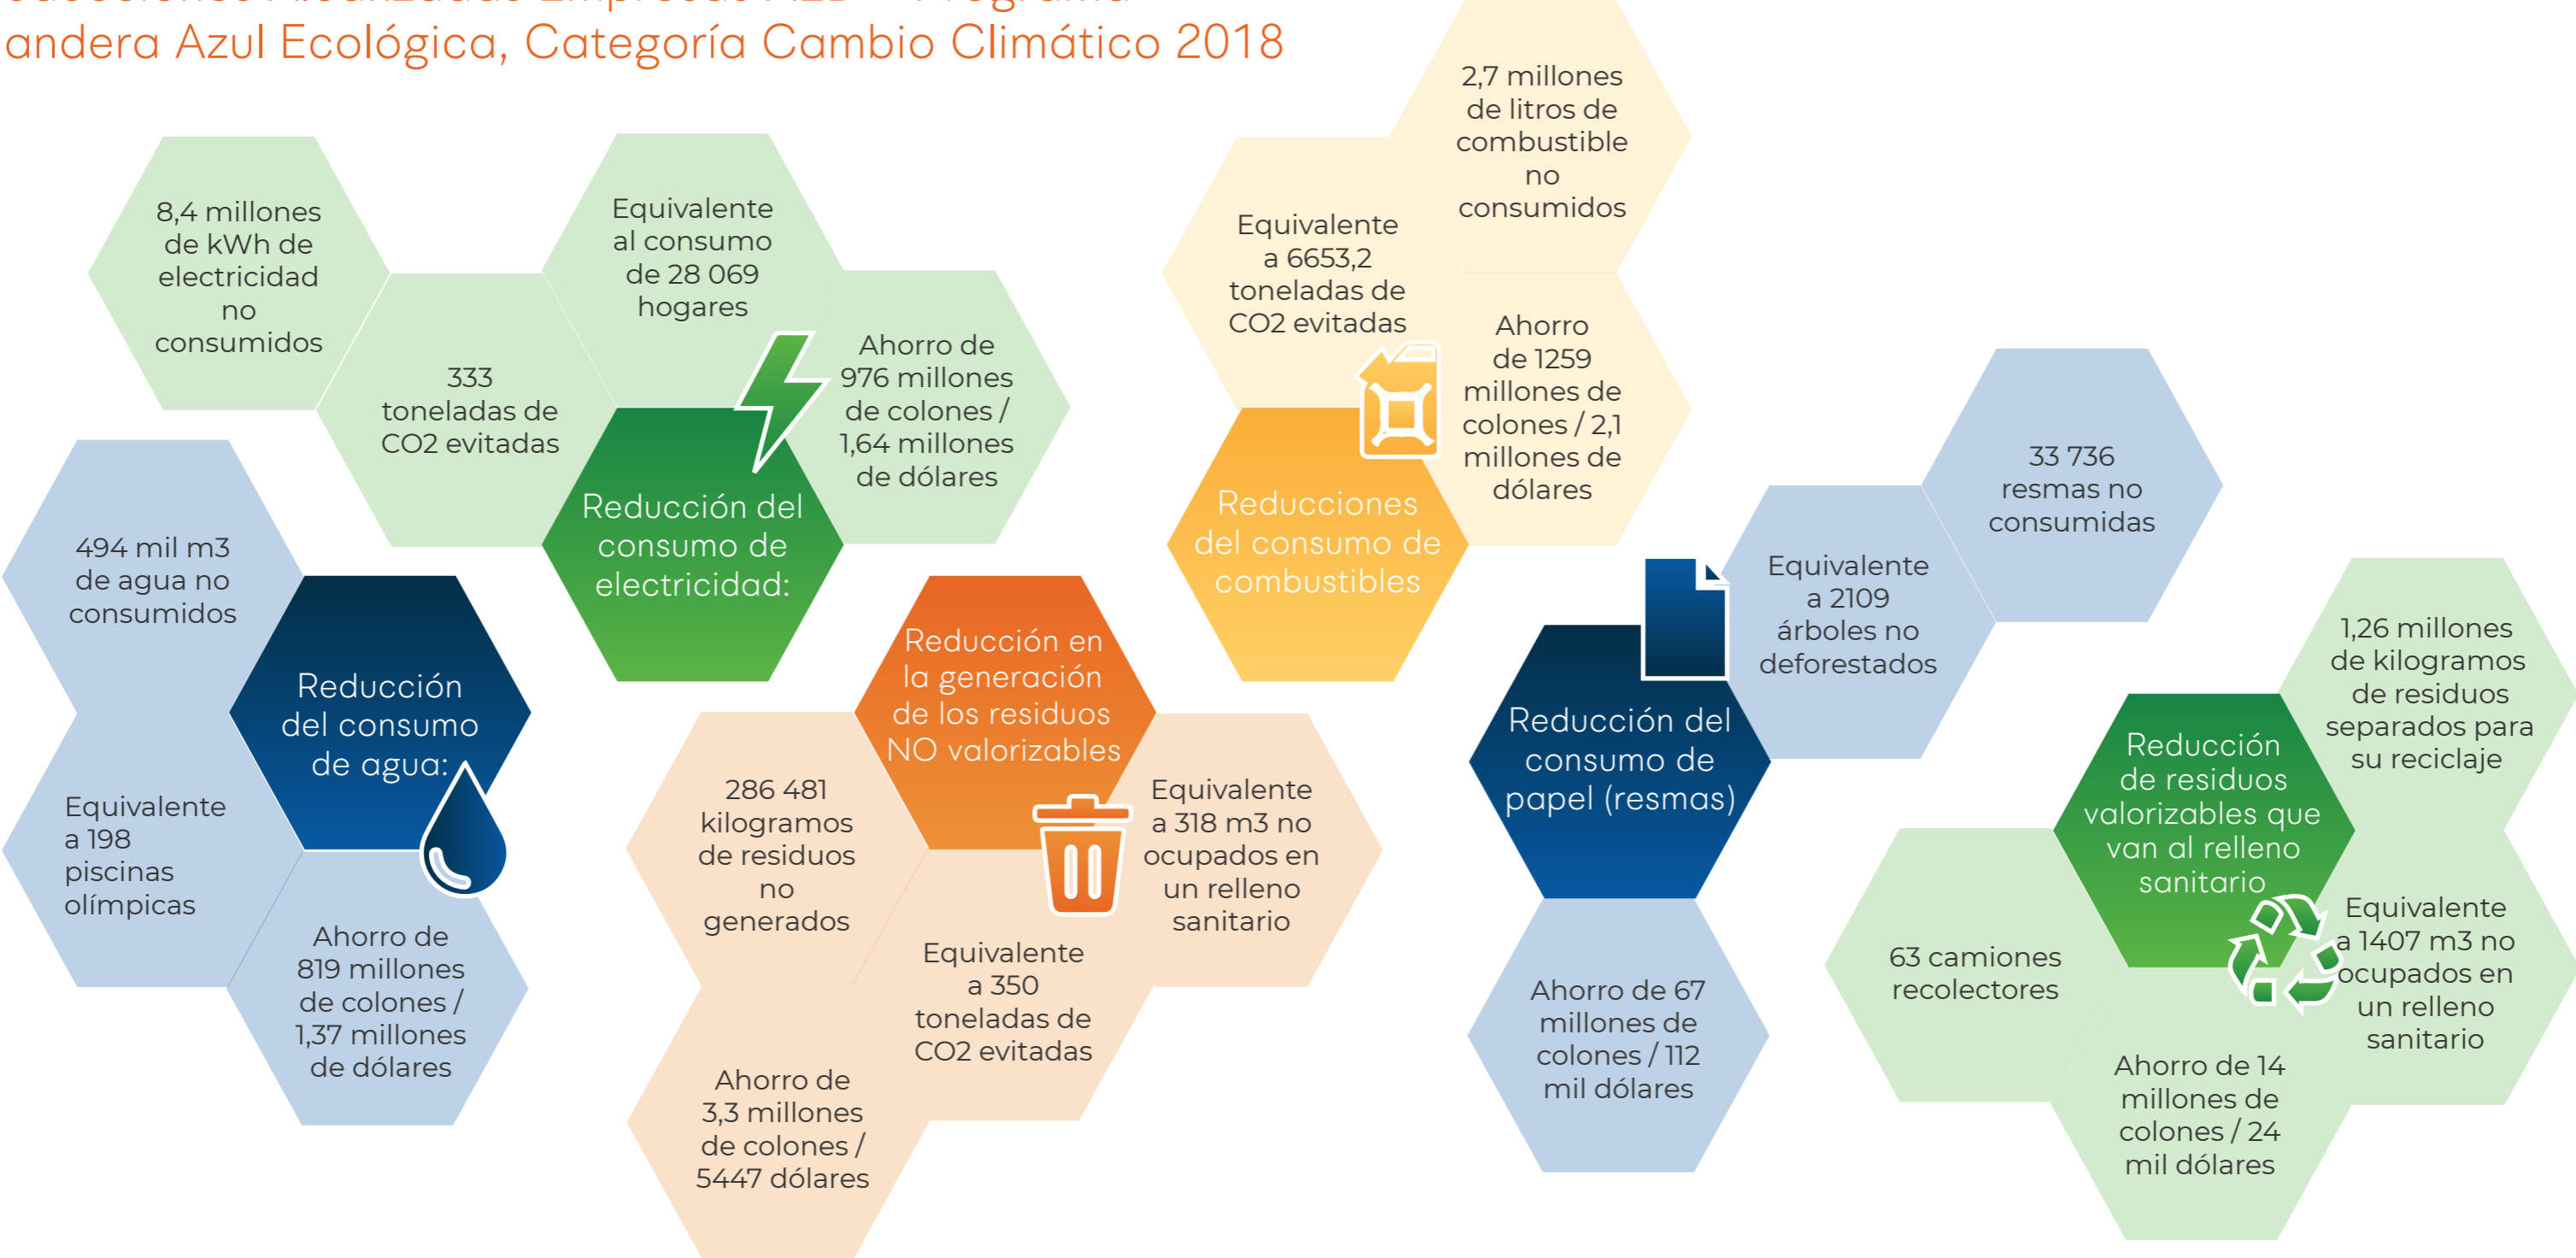 andera Azul Ecológica, Categoría Cambio Climático 2018
8,4 millones
de kWh de
electricidad
no
consumidos
333
toneladas de
CO2 evitadas
Equivalente
al consumo
de 28 069
hogares
Ahorro de
976 millones
de colones /
1,64 millones
de dólares
Reducción del
consumo de
electricidad:
494 mil m3
de agua no
consumidos
Reducción
del consumo
de agua:
Equivalente
a 198
piscinas
olímpicas
Ahorro de
819 millones
de colones /
1,37 millones
de dólares
Reducción en
la generación
de los residuos
NO valorizables
286 481
kilogramos
de residuos
no
generados
Equivalente
a 318 m3 no
ocupados en
un relleno
sanitario
Equivalente
a 350
toneladas de
CO2 evitadas
Ahorro de
3,3 millones
de colones /
5447 dólares
2,7 millones
de litros de
combustible
no
consumidos
Equivalente
a 6653,2
toneladas de
CO2 evitadas
Ahorro
de 1259
millones de
colones / 2,1
millones de
dólares
Reducciones
del consumo de
combustibles
33 736
resmas no
consumidas
Equivalente
a 2109
árboles no
deforestados
Reducción del
consumo de
papel (resmas)
Ahorro de 67
millones de
colones / 112
mil dólares
1,26 millones
de kilogramos
de residuos
separados para
su reciclaje
Reducción
de residuos
valorizables que
van al relleno
sanitario
63 camiones
recolectores
Equivalente
a 1407 m3 no
ocupados en
un relleno
sanitario
Ahorro de 14
millones de
colones / 24
mil dólares